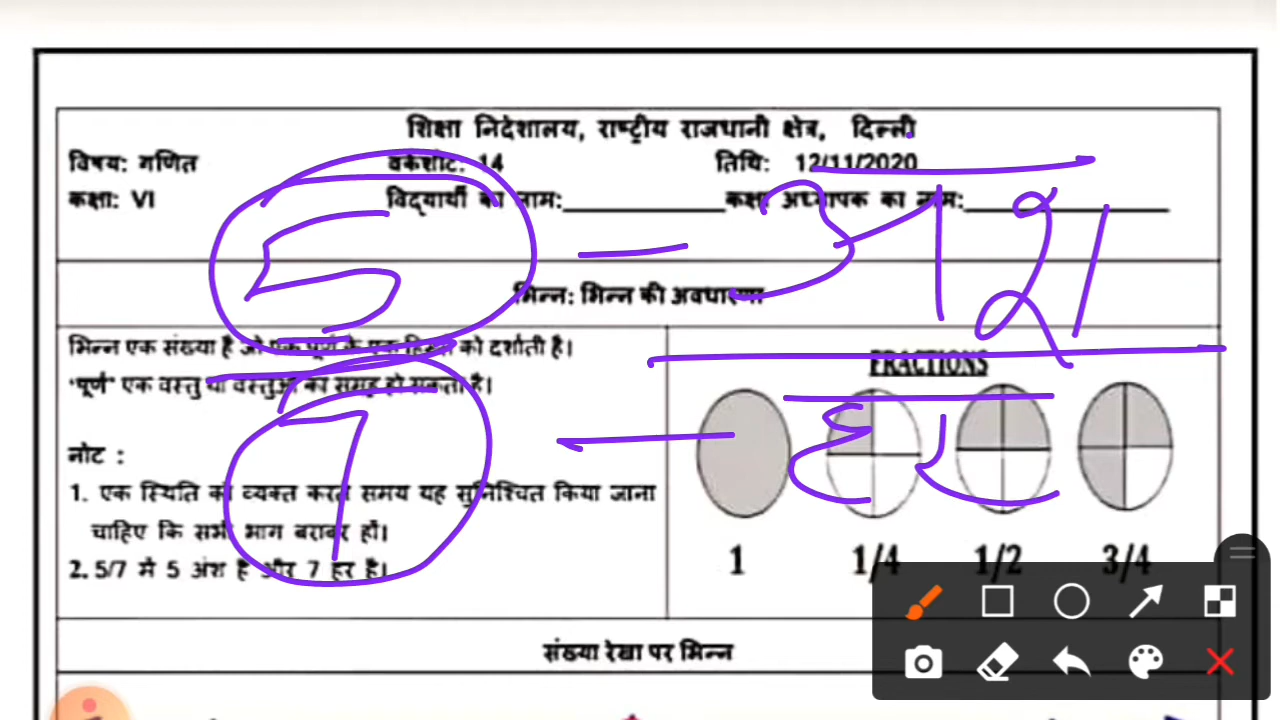 शिक्षा निदेशालय, राष्ट्रीय राजधानी क्षेत्र, दिल्ली
विषय: गणित वर्कशीट: 14 तिथि: 12/11/2020
कक्षा: VI विद्यार्थी का नाम: कक्षा अध्यापक का नाम:
5 - अंश
भिन्न: भिन्न की अवधारणा
भिन्न एक संख्या है जो एक पूर्ण के एक हिस्से को दर्शाती है।
"पूर्ण" एक वस्तु या वस्तुओं का समूह हो सकता है।
7 - हर
नोट :
1. एक स्थिति को व्यक्त करते समय यह सुनिश्चित किया जाना
चाहिए कि सभी भाग बराबर हों।
2. 5/7 में 5 अंश है और 7 हर है।
FRACTIONS
1 1/4 1/2 3/4
संख्या रेखा पर भिन्न